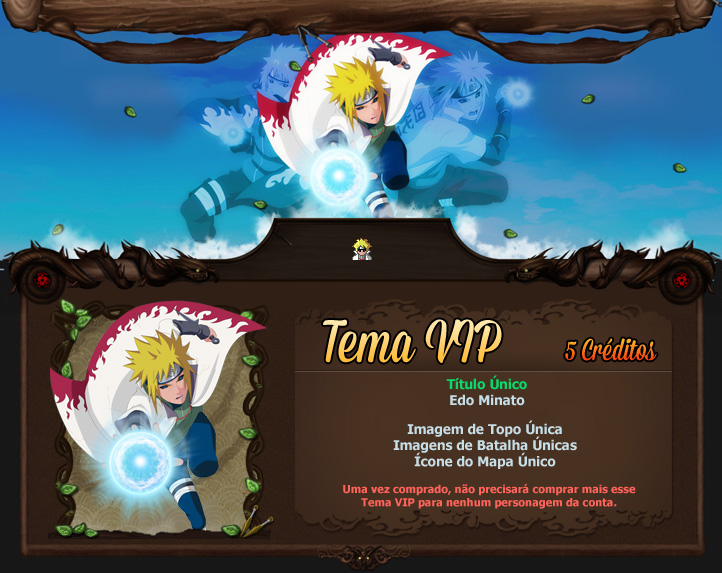 Tema VIP
5 Créditos
Título Único
Edo Minato
Imagem de Topo Única
Imagens de Batalha Únicas
Ícone do Mapa Único
Uma vez comprado, não precisará comprar mais esse
Tema VIP para nenhum personagem da conta.